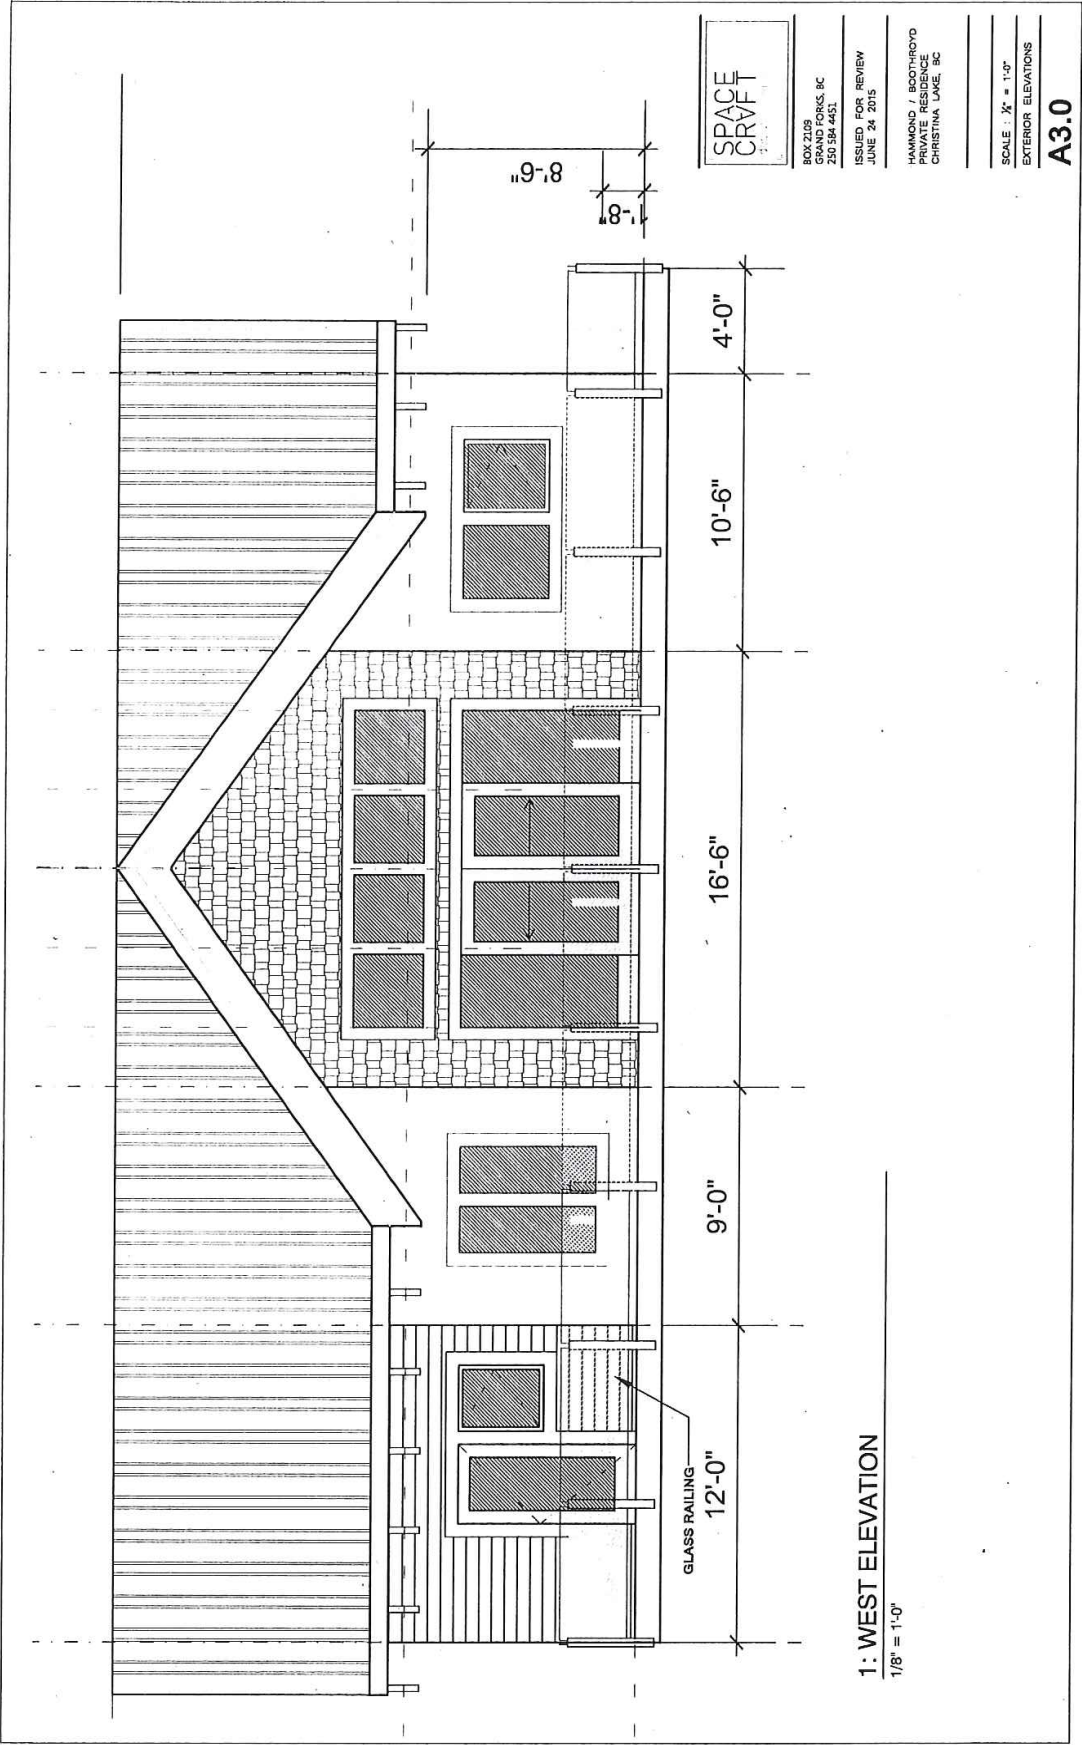 SPACE
CRVFT
BOX 2109
GRAND FORKS, BC
250 584 4451
ISSUED FOR REVIEW
JUNE 24 2015
HAMMOND / BOOTHROYD
PRIVATE RESIDENCE
CHRISTINA LAKE, BC
SCALE : ⅛" = 1'-0"
EXTERIOR ELEVATIONS
A3.0
8'-6"
1'-8"
GLASS RAILING
12'-0"
9'-0"
16'-6"
10'-6"
4'-0"
1: WEST ELEVATION
1/8" = 1'-0"